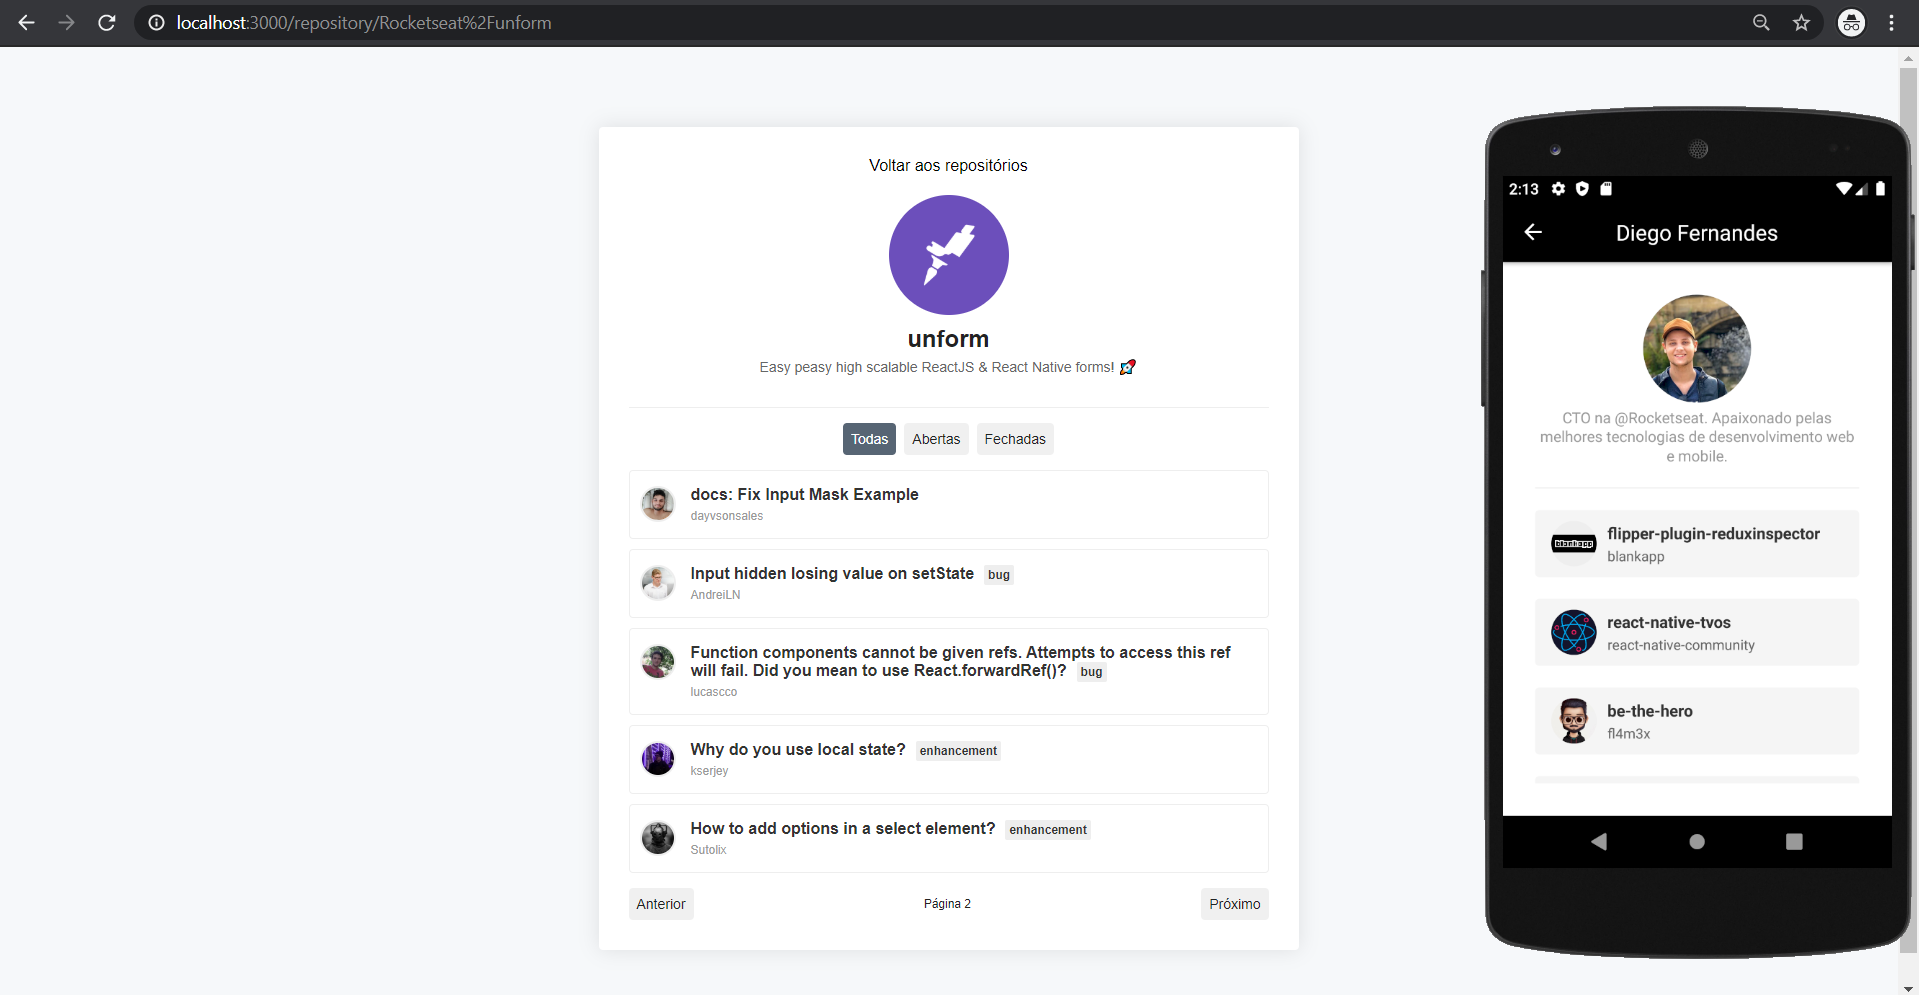 localhost:3000/repository/Rocketseat%2Funform
Voltar aos repositórios
unform
Easy peasy high scalable ReactJS & React Native forms! 🚀
Todas
Abertas
Fechadas
docs: Fix Input Mask Example
dayvsonsales
Input hidden losing value on setState bug
AndreiLN
Function components cannot be given refs. Attempts to access this ref
will fail. Did you mean to use React.forwardRef()? bug
lucascco
Why do you use local state? enhancement
kserjey
How to add options in a select element? enhancement
Sutolix
Anterior
Página 2
Próximo
2:13
Diego Fernandes
CTO na @Rocketseat. Apaixonado pelas
melhores tecnologias de desenvolvimento web
e mobile.
blankapp
flipper-plugin-reduxinspector
blankapp
react-native-tvos
react-native-community
be-the-hero
fl4m3x